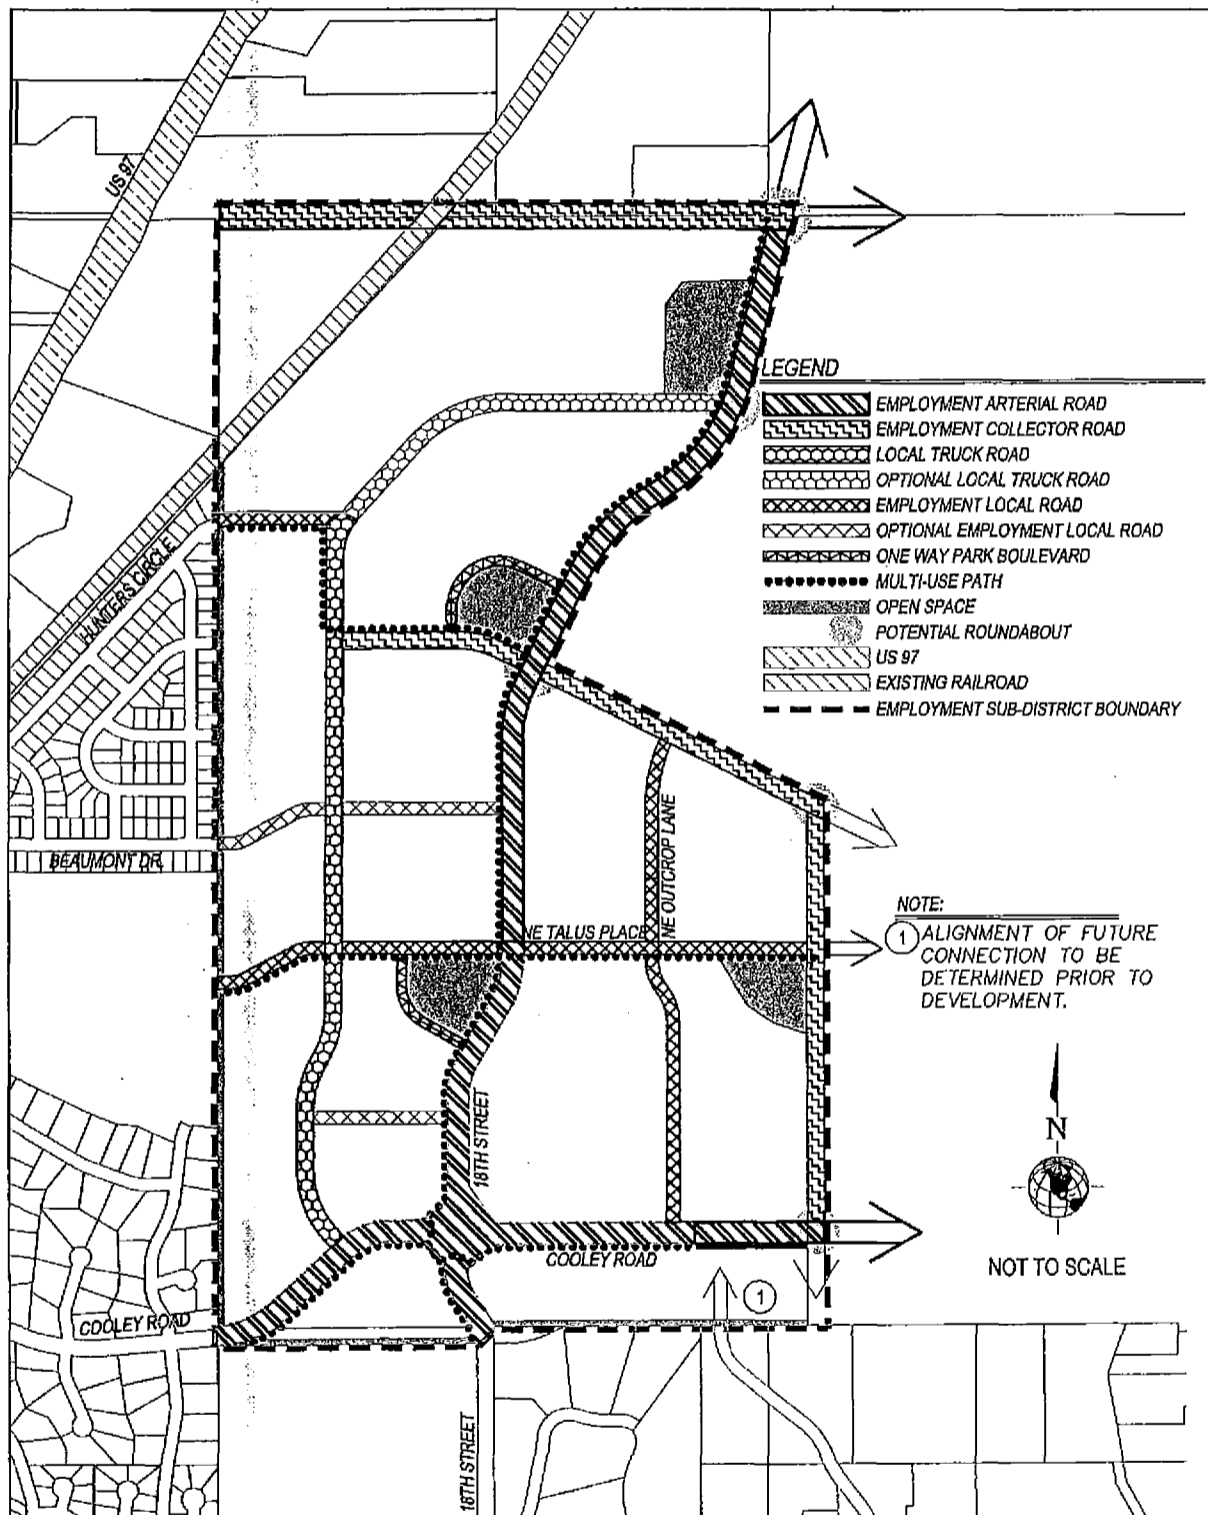 US 97
LEGEND
EMPLOYMENT ARTERIAL ROAD
EMPLOYMENT COLLECTOR ROAD
LOCAL TRUCK ROAD
OPTIONAL LOCAL TRUCK ROAD
EMPLOYMENT LOCAL ROAD
OPTIONAL EMPLOYMENT LOCAL ROAD
ONE WAY PARK BOULEVARD
MULTI-USE PATH
OPEN SPACE
POTENTIAL ROUNDABOUT
US 97
EXISTING RAILROAD
EMPLOYMENT SUB-DISTRICT BOUNDARY
HUNTERS CIRCLE
BEAUMONT DR.
NE OUTCROP LANE
NE TALUS PLACE
NOTE:
1 ALIGNMENT OF FUTURE
CONNECTION TO BE
DETERMINED PRIOR TO
DEVELOPMENT.
18TH STREET
N
NOT TO SCALE
COOLEY ROAD
1
COOLEY ROAD
18TH STREET